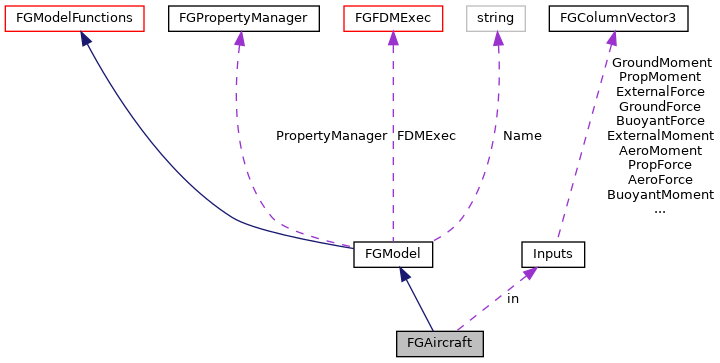 FGModelFunctions
FGPropertyManager
FGFDMExec
string
FGColumnVector3
GroundMoment
PropMoment
ExternalForce
GroundForce
BuoyantForce
ExternalMoment
AeroMoment
PropForce
AeroForce
BuoyantMoment
...
PropertyManager
FDMExec
Name
FGModel
Inputs
in
FGAircraft